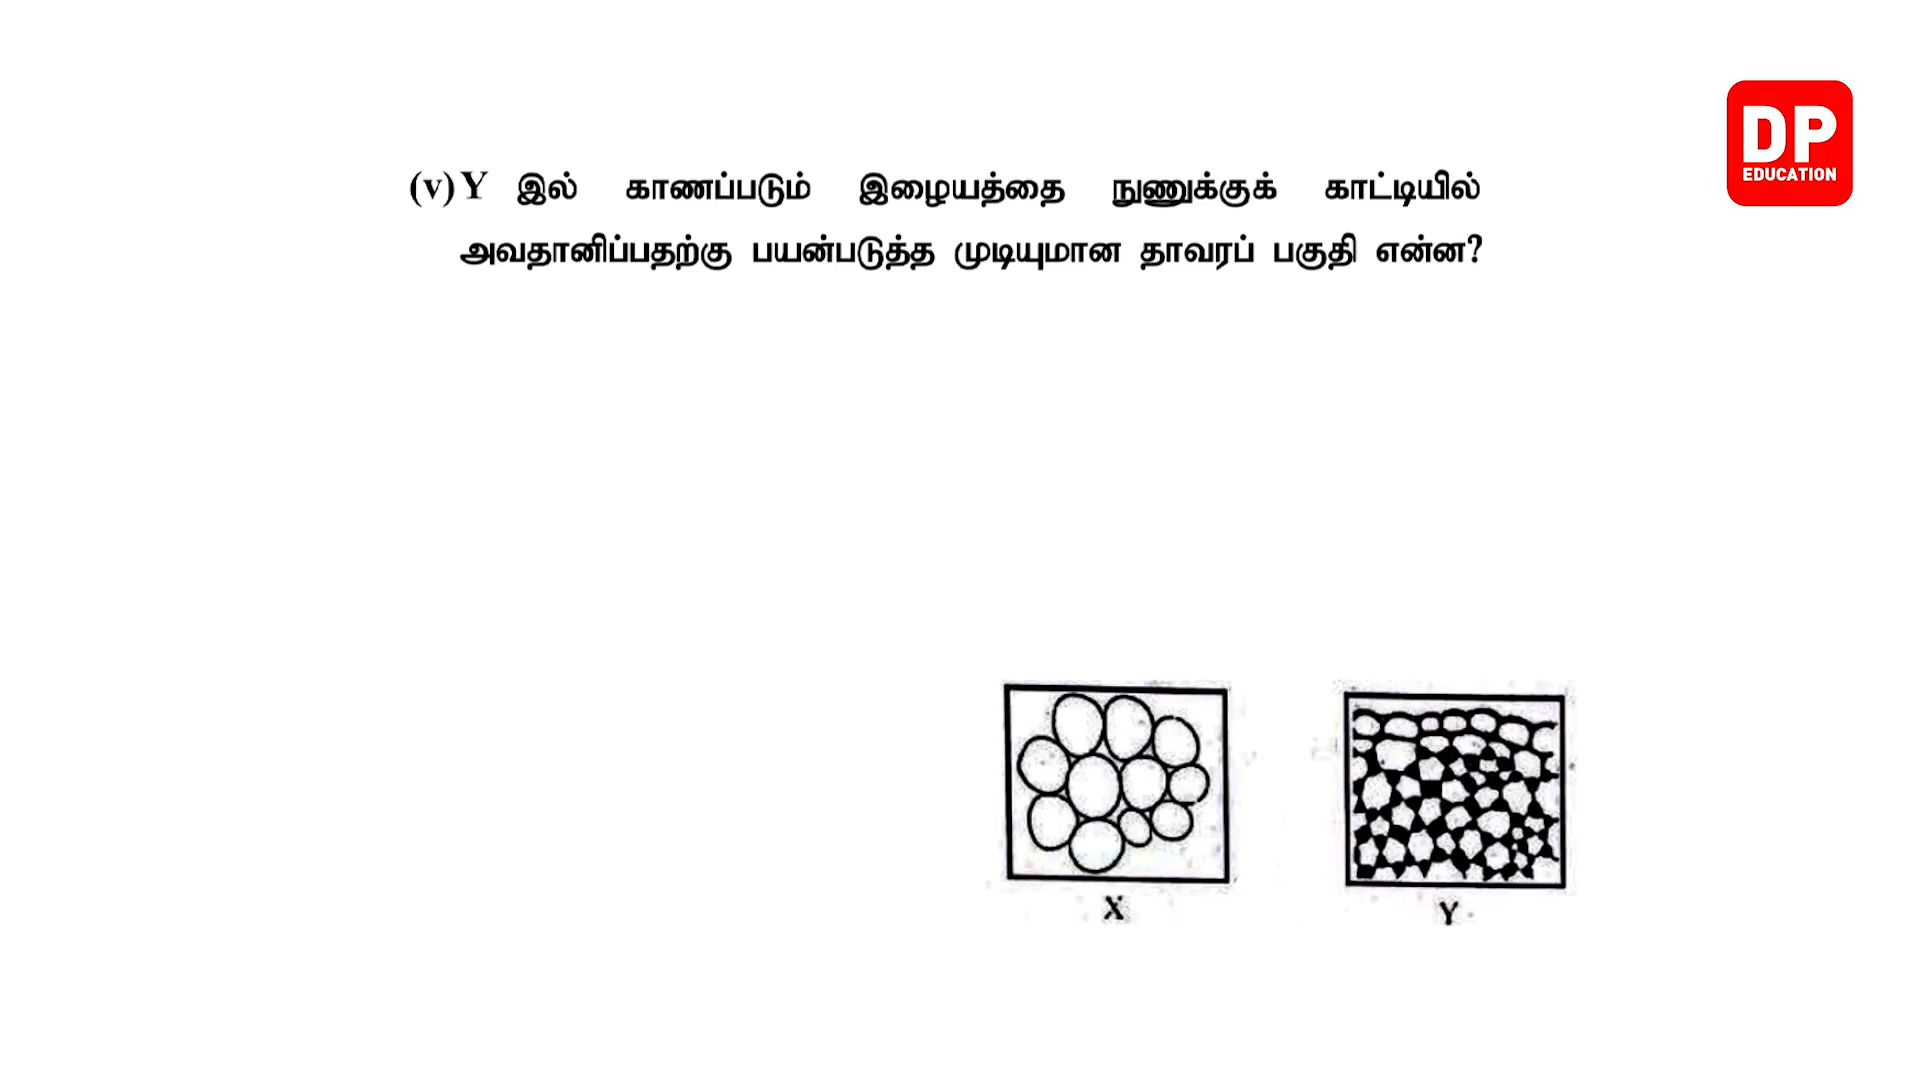 DP
EDUCATION
(v) Y இல் காணப்படும் இழையத்தை நுணுக்குக் காட்டியில்
அவதானிப்பதற்கு பயன்படுத்த முடியுமான தாவரப் பகுதி என்ன?
X
Y